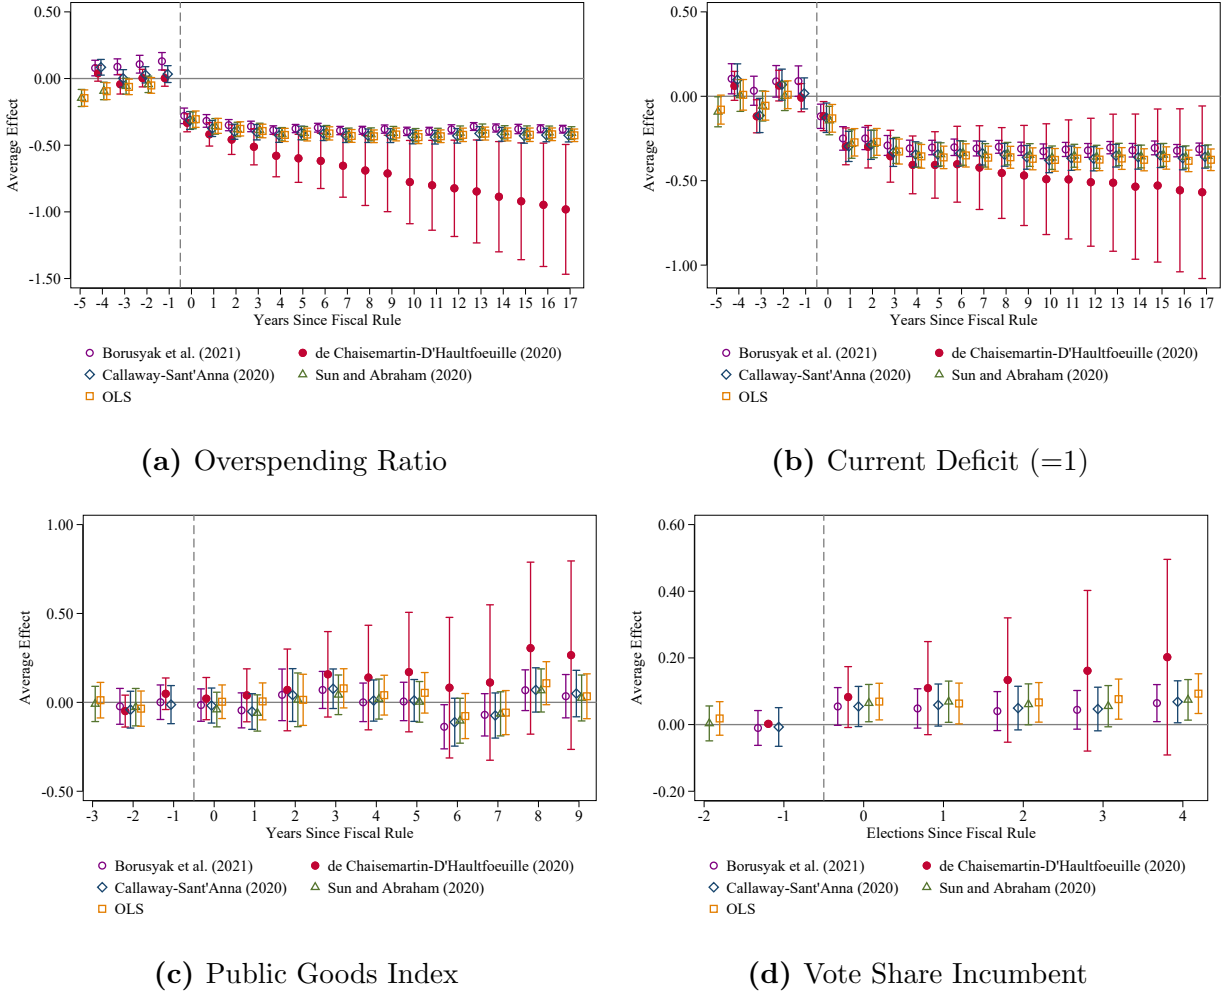 0.50
0.00
-0.50
-1.00
-1.50
Average Effect
-5 -4 -3 -2 -1 0 1 2 3 4 5 6 7 8 9 10 11 12 13 14 15 16 17
Years Since Fiscal Rule
Borusyak et al. (2021)
de Chaisemartin-D'Haultfoeuille (2020)
Callaway-Sant'Anna (2020)
Sun and Abraham (2020)
OLS
(a) Overspending Ratio
0.50
0.00
-0.50
-1.00
Average Effect
-5 -4 -3 -2 -1 0 1 2 3 4 5 6 7 8 9 10 11 12 13 14 15 16 17
Years Since Fiscal Rule
Borusyak et al. (2021)
de Chaisemartin-D'Haultfoeuille (2020)
Callaway-Sant'Anna (2020)
Sun and Abraham (2020)
OLS
(b) Current Deficit (=1)
1.00
0.50
0.00
-0.50
Average Effect
-3 -2 -1 0 1 2 3 4 5 6 7 8 9
Years Since Fiscal Rule
Borusyak et al. (2021)
de Chaisemartin-D'Haultfoeuille (2020)
Callaway-Sant'Anna (2020)
Sun and Abraham (2020)
OLS
(c) Public Goods Index
0.60
0.40
0.20
0.00
-0.20
Average Effect
-2 -1 0 1 2 3 4
Elections Since Fiscal Rule
Borusyak et al. (2021)
de Chaisemartin-D'Haultfoeuille (2020)
Callaway-Sant'Anna (2020)
Sun and Abraham (2020)
OLS
(d) Vote Share Incumbent